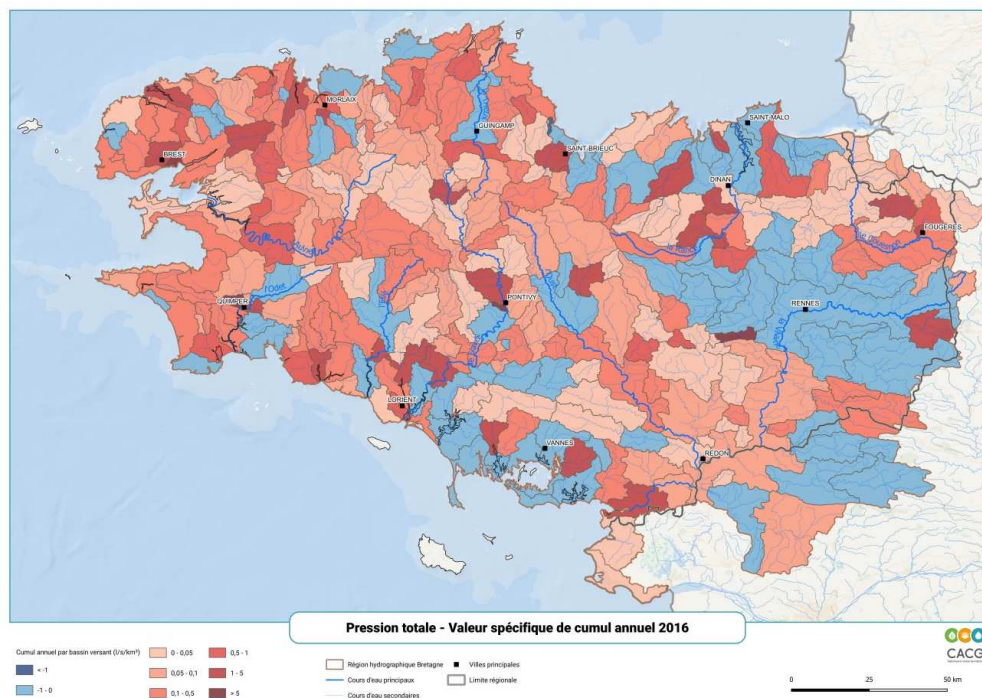 MORLAIX
BREST
GUINGAMP
SAINT-BRIEUC
SAINT-MALO
DINAN
FOUGERES
l'Odet
QUIMPER
PONTIVY
RENNES
LORIENT
VANNES
REDON
Pression totale - Valeur spécifique de cumul annuel 2016
Cumul annuel par bassin versant (l/s/km²)
< -1
-1 - 0
0 - 0,05
0,05 - 0,1
0,1 - 0,5
0,5 - 1
1 - 5
> 5
Région hydrographique Bretagne
Cours d'eau principaux
Cours d'eau secondaires
Villes principales
Limite régionale
CACG
0 25 50 km